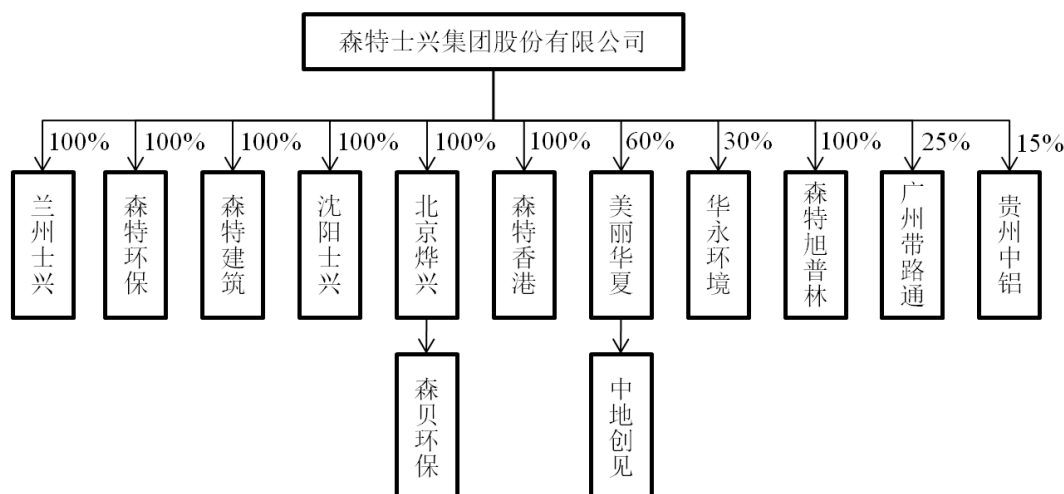 森特士兴集团股份有限公司
100% 100% 100% 100% 100% 100% 60% 30% 100% 25% 15%
兰州士兴
森特环保
森特建筑
沈阳士兴
北京烨兴
森特香港
美丽华夏
华永环境
森特旭普林
广州带路通
贵州中铝
森贝环保
中地创见